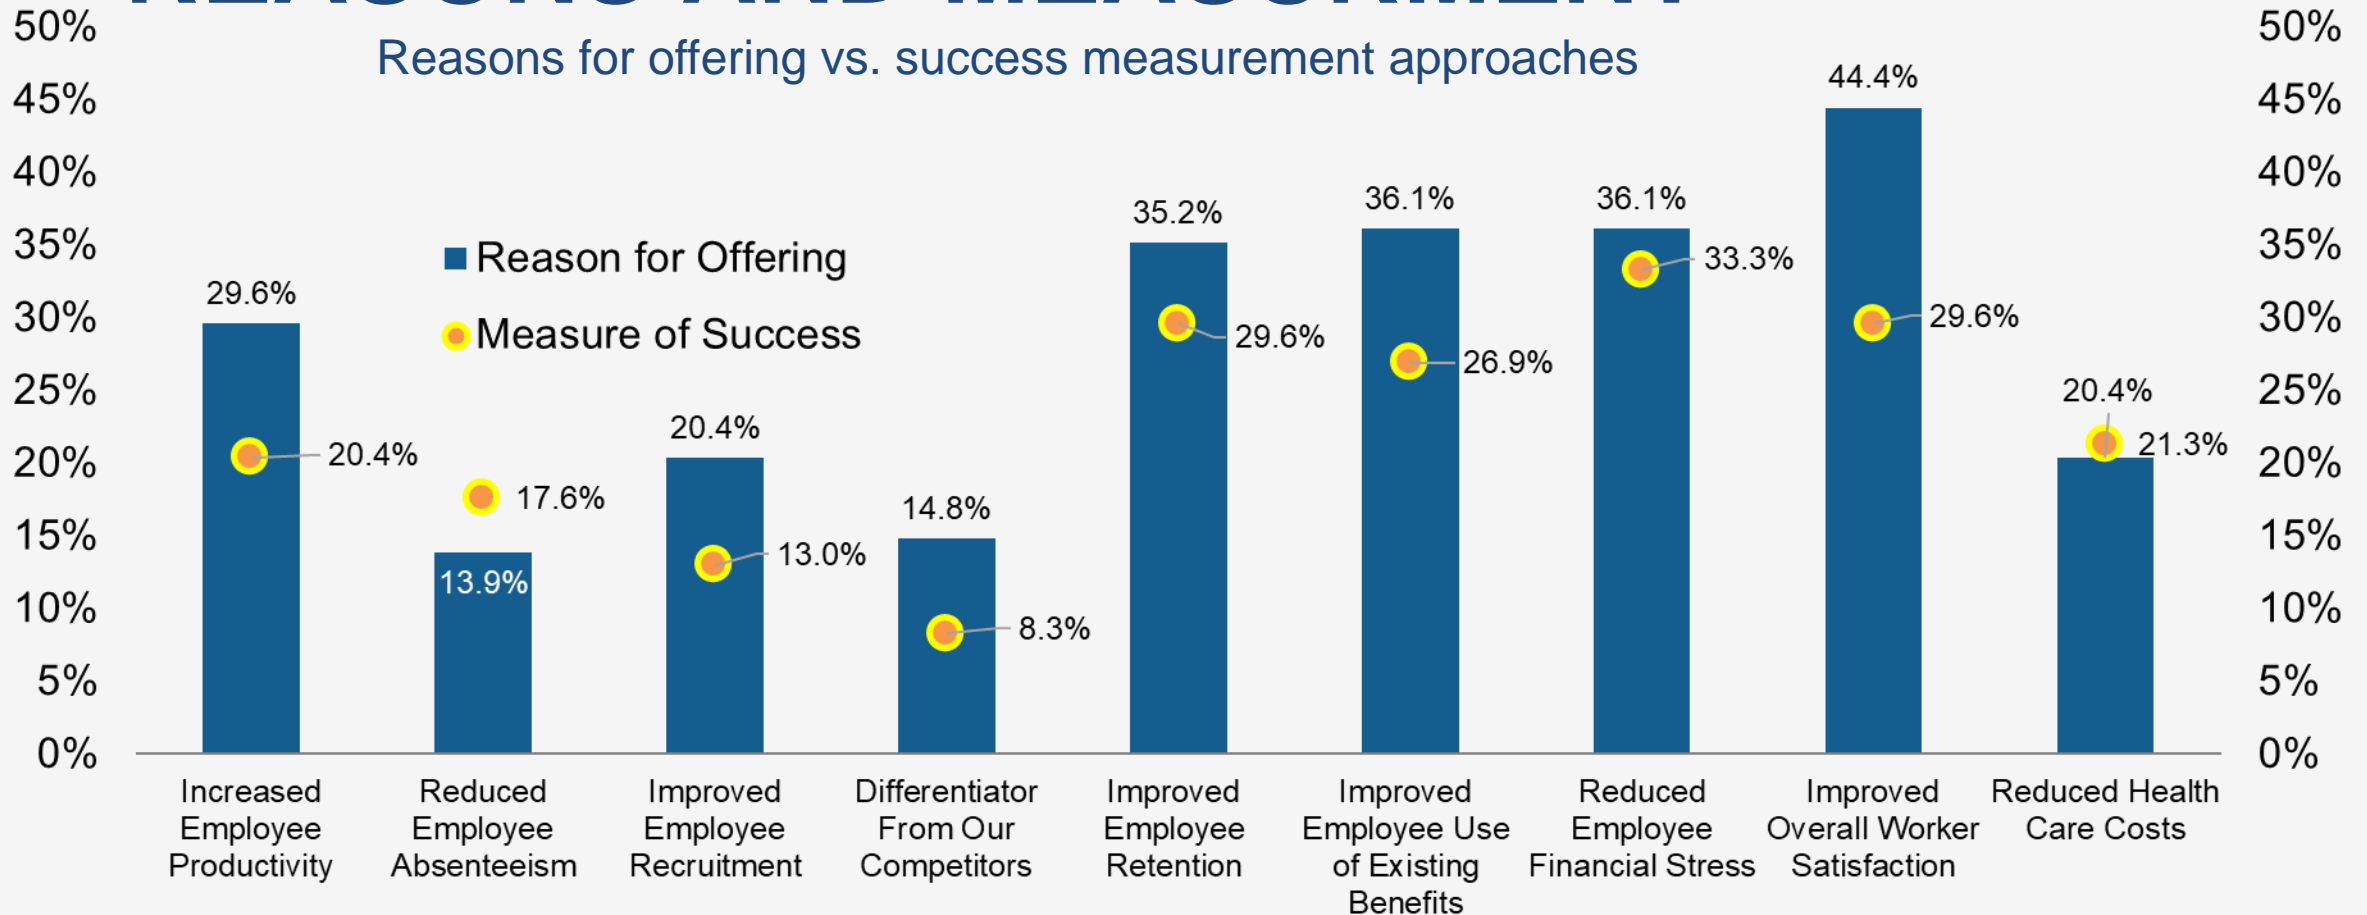 REASONS AND MEASURMENT
Reasons for offering vs. success measurement approaches
50%
45%
40%
35%
30%
25%
20%
15%
10%
5%
0%
50%
45%
40%
35%
30%
25%
20%
15%
10%
5%
0%
Reason for Offering
Measure of Success
29.6%
20.4%
13.9%
17.6%
20.4%
13.0%
14.8%
8.3%
35.2%
29.6%
36.1%
26.9%
36.1%
33.3%
44.4%
29.6%
20.4%
21.3%
Increased
Employee
Productivity
Reduced
Employee
Absenteeism
Improved
Employee
Recruitment
Differentiator
From Our
Competitors
Improved
Employee
Retention
Improved
Employee Use
of Existing
Benefits
Reduced
Employee
Financial Stress
Improved
Overall Worker
Satisfaction
Reduced Health
Care Costs